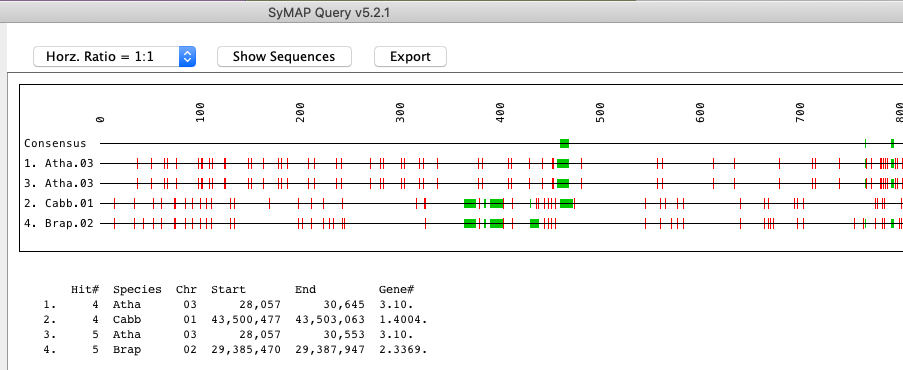 SyMAP Query v5.2.1
Horz. Ratio = 1:1 Show Sequences Export
0 100 200 300 400 500 600 700 800
Consensus
1. Atha.03
3. Atha.03
2. Cabb.01
4. Brap.02
Hit# Species Chr Start End Gene#
1. 4 Atha 03 28,057 30,645 3.10.
2. 4 Cabb 01 43,500,477 43,503,063 1.4004.
3. 5 Atha 03 28,057 30,553 3.10.
4. 5 Brap 02 29,385,470 29,387,947 2.3369.